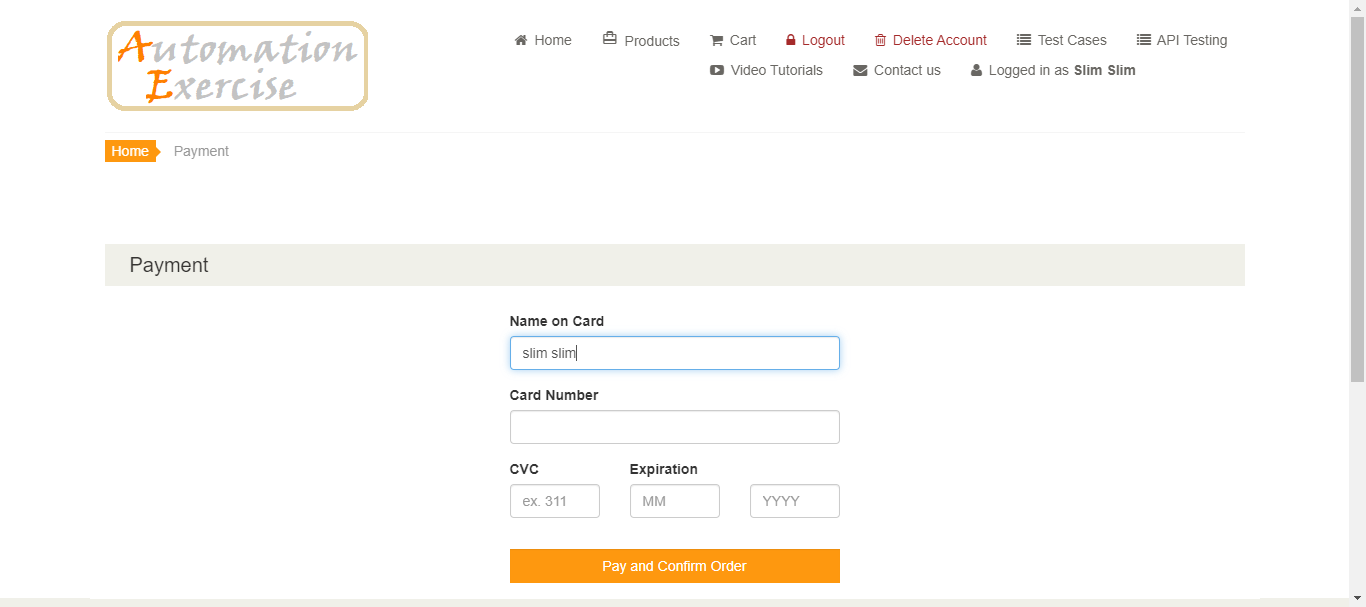 Automation
Exercise
Home Products Cart Logout Delete Account Test Cases API Testing
Video Tutorials Contact us Logged in as Slim Slim
Home Payment
Payment
Name on Card
slim slim
Card Number
CVC Expiration
ex. 311 MM YYYY
Pay and Confirm Order